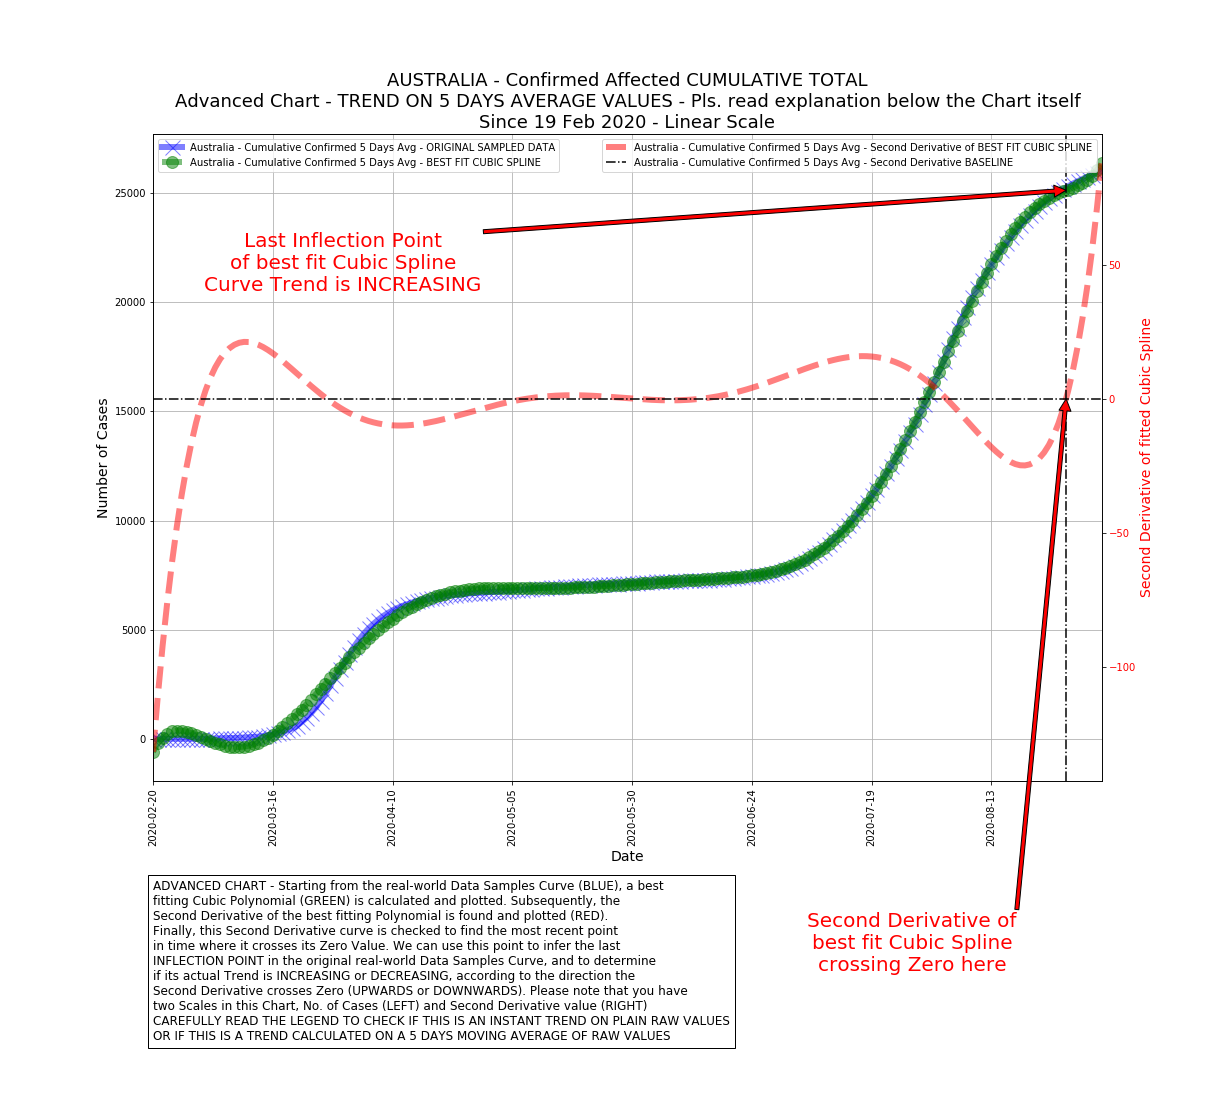 AUSTRALIA - Confirmed Affected CUMULATIVE TOTAL
Advanced Chart - TREND ON 5 DAYS AVERAGE VALUES - Pls. read explanation below the Chart itself
Since 19 Feb 2020 - Linear Scale
Australia - Cumulative Confirmed 5 Days Avg - ORIGINAL SAMPLED DATA
Australia - Cumulative Confirmed 5 Days Avg - BEST FIT CUBIC SPLINE
Australia - Cumulative Confirmed 5 Days Avg - Second Derivative of BEST FIT CUBIC SPLINE
Australia - Cumulative Confirmed 5 Days Avg - Second Derivative BASELINE
Last Inflection Point
of best fit Cubic Spline
Curve Trend is INCREASING
Number of Cases
25000
20000
15000
10000
5000
0
50
0
−50
−100
Second Derivative of fitted Cubic Spline
2020-02-20
2020-03-16
2020-04-10
2020-05-05
2020-05-30
2020-06-24
2020-07-19
2020-08-13
Date
Second Derivative of
best fit Cubic Spline
crossing Zero here
ADVANCED CHART - Starting from the real-world Data Samples Curve (BLUE), a best
fitting Cubic Polynomial (GREEN) is calculated and plotted. Subsequently, the
Second Derivative of the best fitting Polynomial is found and plotted (RED).
Finally, this Second Derivative curve is checked to find the most recent point
in time where it crosses its Zero Value. We can use this point to infer the last
INFLECTION POINT in the original real-world Data Samples Curve, and to determine
if its actual Trend is INCREASING or DECREASING, according to the direction the
Second Derivative crosses Zero (UPWARDS or DOWNWARDS). Please note that you have
two Scales in this Chart, No. of Cases (LEFT) and Second Derivative value (RIGHT)
CAREFULLY READ THE LEGEND TO CHECK IF THIS IS AN INSTANT TREND ON PLAIN RAW VALUES
OR IF THIS IS A TREND CALCULATED ON A 5 DAYS MOVING AVERAGE OF RAW VALUES